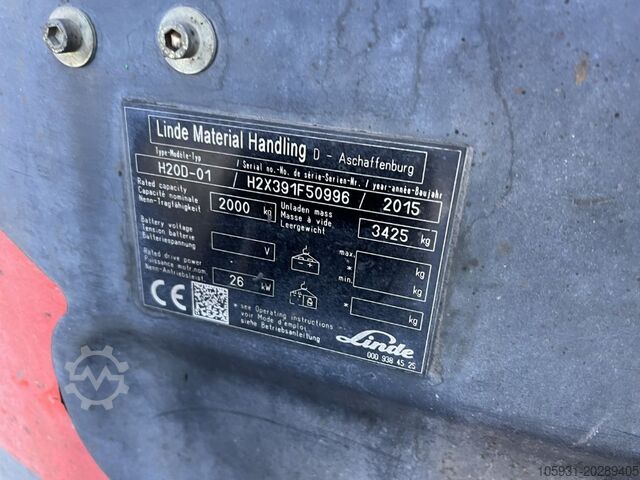 Linde Material Handling D - Aschaffenburg
Type-Modèle-Typ / Serial no.-No. de série-Serien-Nr. / year-année-Baujahr
H20D-01 / H2X391F50996 / 2015
Rated capacity
Capacité nominale
Nenn-Tragfähigkeit
2000 kg
Unladen mass
Masse à vide
Leergewicht
3425 kg
Battery voltage
Tension batterie
Batteriespannung
V
max.
* kg
min.
* kg
Rated drive power
Puissance motr.nom.
Nenn-Antriebsleist.
26 kW
* kg
CE
* see Operating instructions
voir Mode d'emploi
siehe Betriebsanleitung
Linde
000 938 45 25
105931-20289405